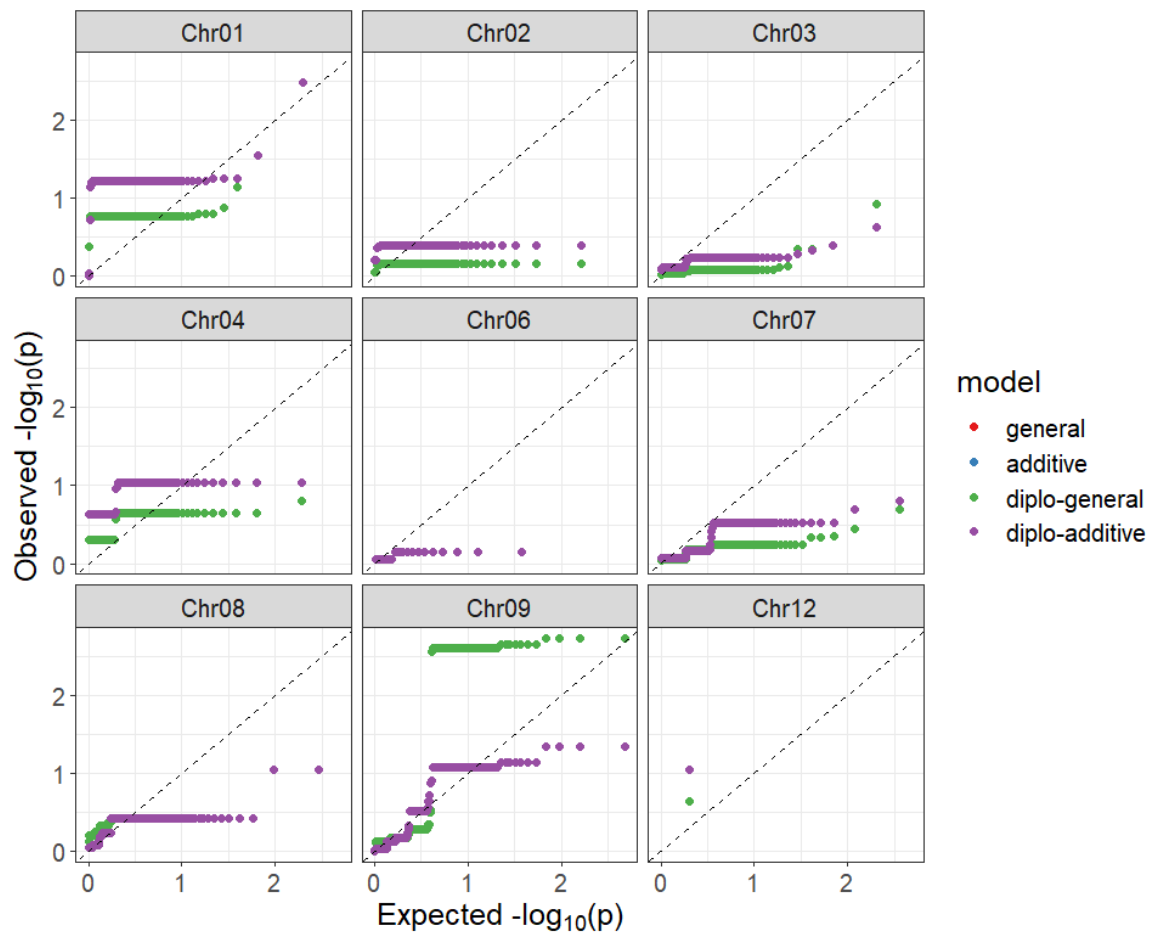 Chr01 Chr02 Chr03
2
1
0
Chr04 Chr06 Chr07
2
1
0
Chr08 Chr09 Chr12
2
1
0
0 1 2 0 1 2 0 1 2
Expected -log10(p)
Observed -log10(p)
model
general
additive
diplo-general
diplo-additive